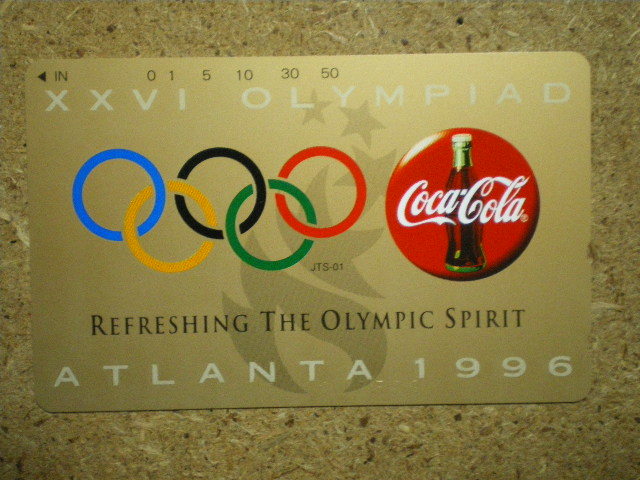 ◀ IN 0 1 5 10 30 50
XXVI OLYMPIAD
Coca-Cola®
JTS-01
REFRESHING THE OLYMPIC SPIRIT
ATLANTA 1996